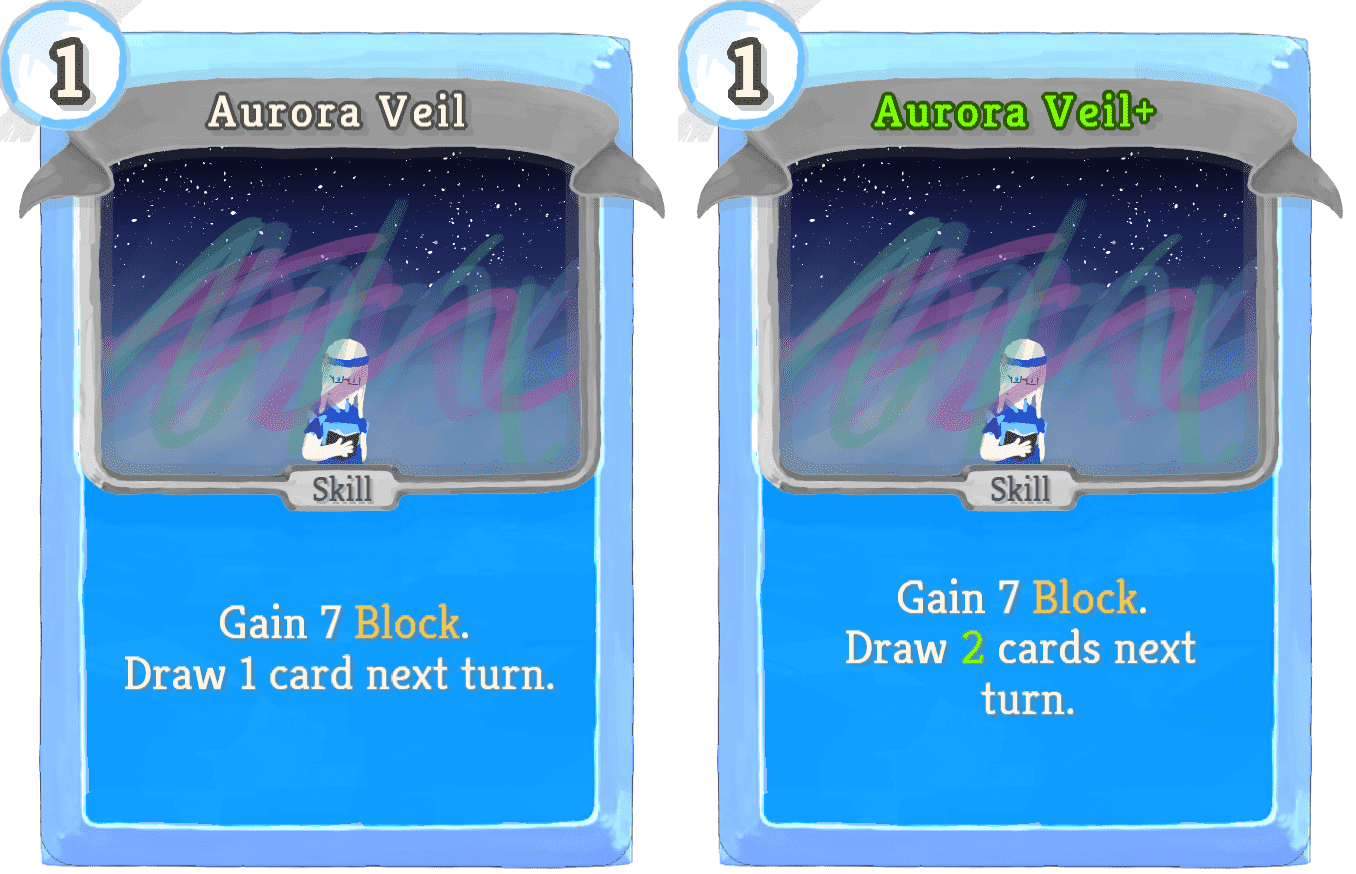 1
Aurora Veil
Skill
Gain 7 Block.
Draw 1 card next turn.
1
Aurora Veil+
Skill
Gain 7 Block.
Draw 2 cards next
turn.